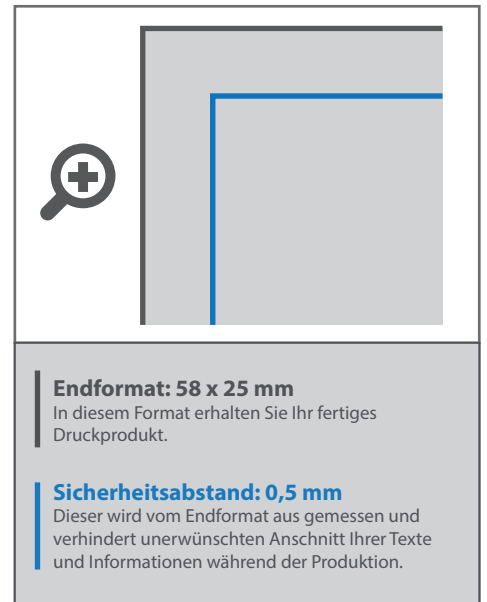 Endformat: 58 x 25 mm
In diesem Format erhalten Sie Ihr fertiges
Druckprodukt.
Sicherheitsabstand: 0,5 mm
Dieser wird vom Endformat aus gemessen und
verhindert unerwünschten Anschnitt Ihrer Texte
und Informationen während der Produktion.